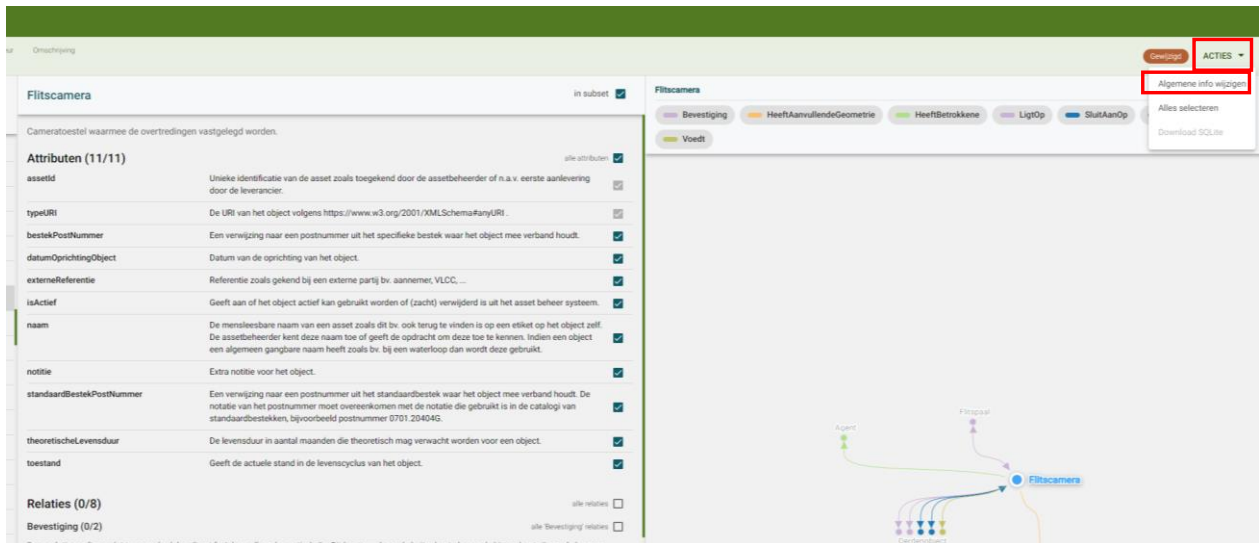 Omschrijving
Gewijzigd
ACTIES
Algemene info wijzigen
Alles selecteren
Download SQLite
Flitscamera
in subset
Cameratoestel waarmee de overtredingen vastgelegd worden.
Attributen (11/11)
alle attributen
assetId
Unieke identificatie van de asset zoals toegekend door de assetbeheerder of n.a.v. eerste aanlevering
door de leverancier.
typeURI
De URI van het object volgens https://www.w3.org/2001/XMLSchema#anyURI .
bestekPostNummer
Een verwijzing naar een postnummer uit het specifieke bestek waar het object mee verband houdt.
datumOprichtingObject
Datum van de oprichting van het object.
externeReferentie
Referentie zoals gekend bij een externe partij bv. aannemer, VLCC, ...
isActief
Geeft aan of het object actief kan gebruikt worden of (zacht) verwijderd is uit het asset beheer systeem.
naam
De mensleesbare naam van een asset zoals dit bv. ook terug te vinden is op een etiket op het object zelf.
De assetbeheerder kent deze naam toe of geeft de opdracht om deze toe te kennen. Indien een object
een algemeen gangbare naam heeft zoals bv. bij een waterloop dan wordt deze gebruikt.
notitie
Extra notitie voor het object.
standaardBestekPostNummer
Een verwijzing naar een postnummer uit het standaardbestek waar het object mee verband houdt. De
notatie van het postnummer moet overeenkomen met de notatie die gebruikt is in de catalogi van
standaardbestekken, bijvoorbeeld postnummer 0701.20404G.
theoretischeLevensduur
De levensduur in aantal maanden die theoretisch mag verwacht worden voor een object.
toestand
Geeft de actuele stand in de levenscyclus van het object.
Relaties (0/8)
alle relaties
Bevestiging (0/2)
alle 'Bevestiging' relaties
Flitscamera
Bevestiging
HeeftAanvullendeGeometrie
HeeftBetrokkene
LigtOp
SluitAanOp
Voedt
Flitspaal
Agent
Flitscamera
Derdenobject